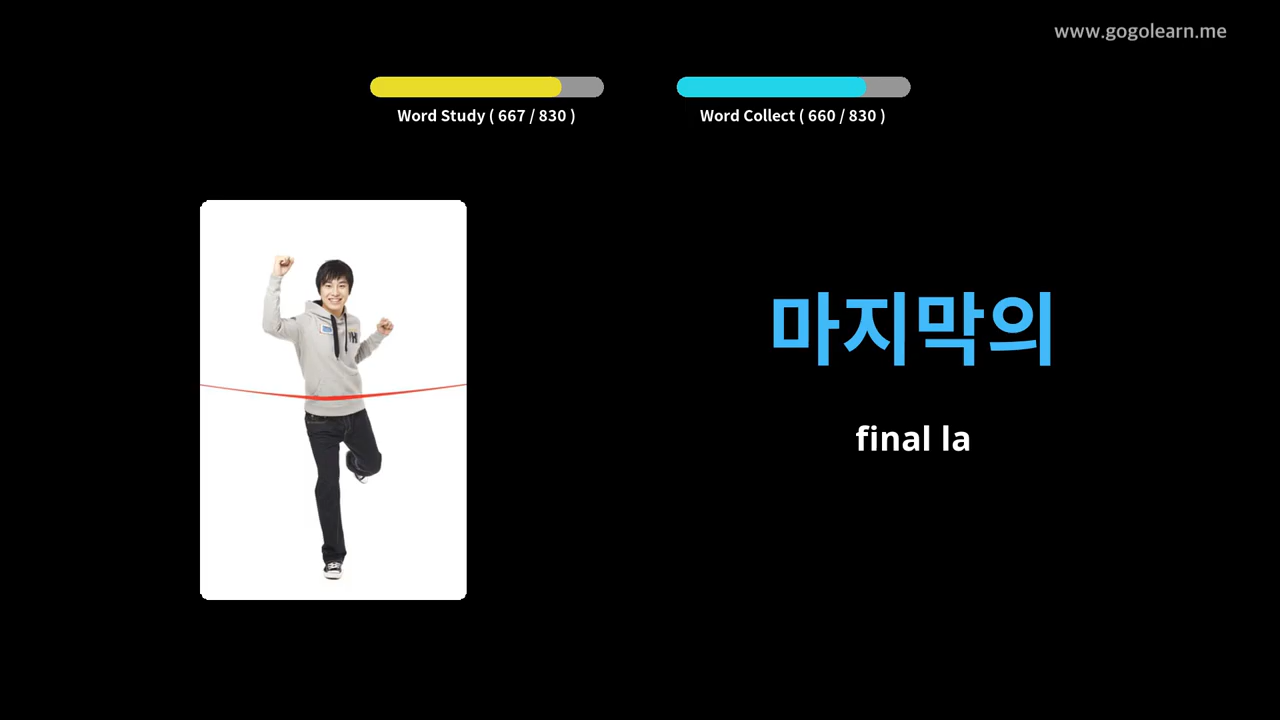 www.gogolearn.me
Word Study ( 667 / 830 )
Word Collect ( 660 / 830 )
마지막의
final la